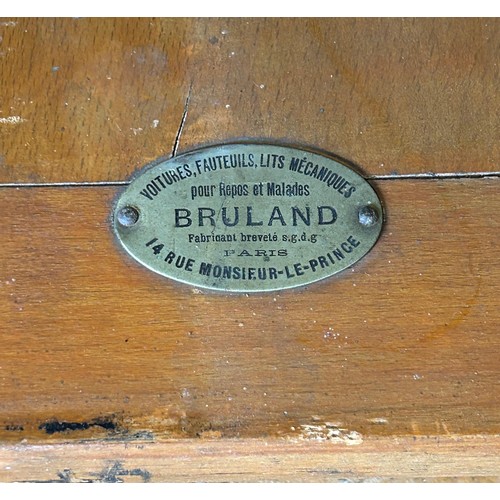 VOITURES, FAUTEUILS, LITS MÉCANIQUES
pour Repos et Malades
BRULAND
Fabricant breveté s.g.d.g
PARIS
14 RUE MONSIEUR-LE-PRINCE